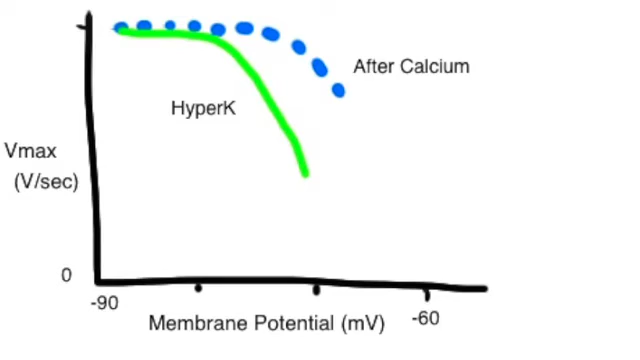 After Calcium
HyperK
Vmax
(V/sec)
0
-90
Membrane Potential (mV)
-60